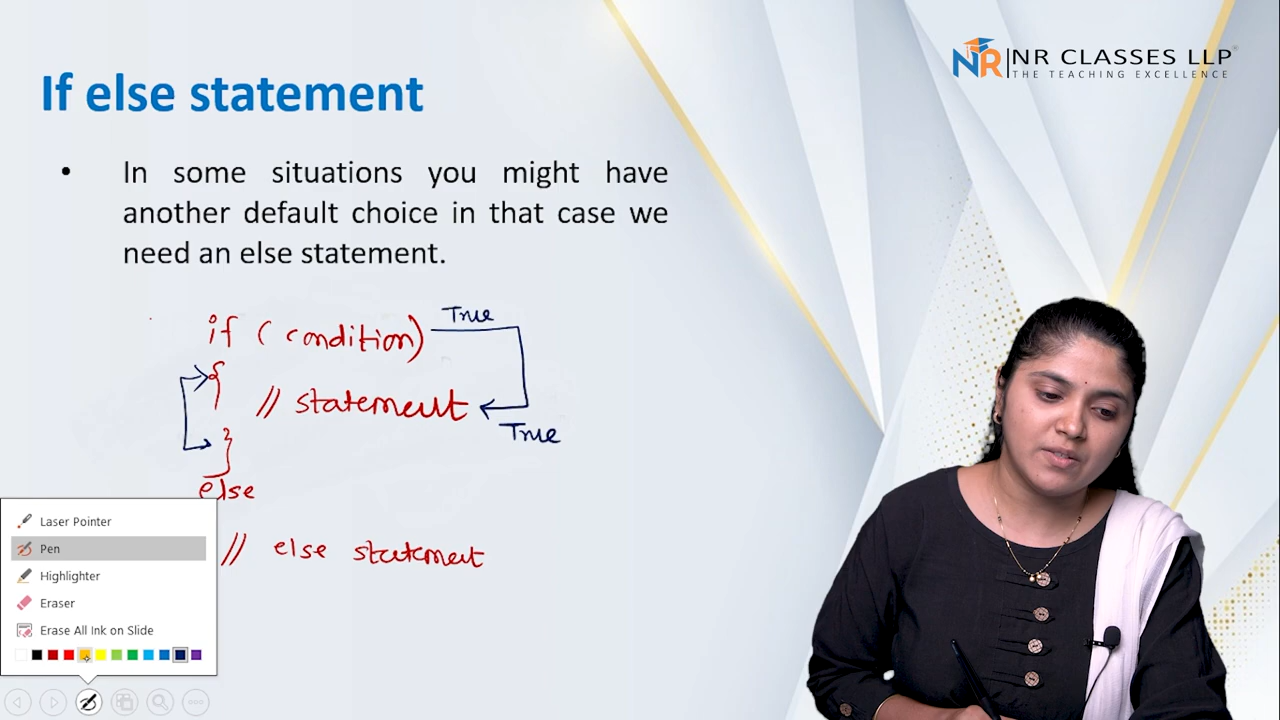 NR | NR CLASSES LLP
THE TEACHING EXCELLENCE
If else statement
• In some situations you might have
another default choice in that case we
need an else statement.
if (condition) True
{
// statement
True
}
else
// else statement
Laser Pointer
Pen
Highlighter
Eraser
Erase All Ink on Slide